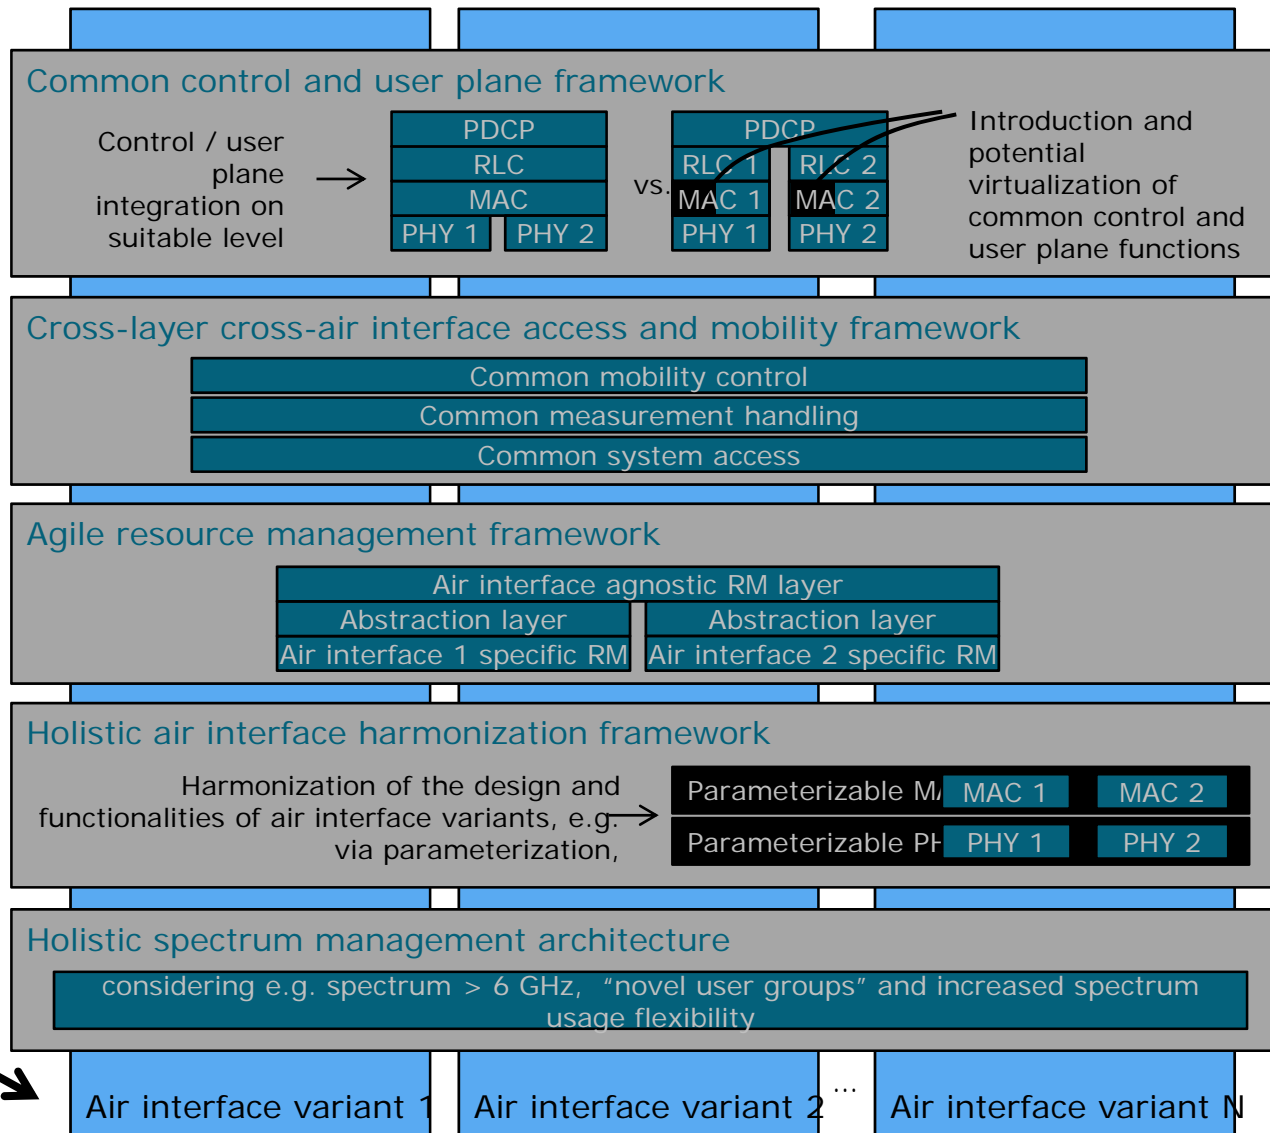 Common control and user plane framework
Control / user
plane
integration on
suitable level
PDCP
RLC
MAC
PHY 1 PHY 2
vs.
PDCP
RLC 1 RLC 2
MAC 1 MAC 2
PHY 1 PHY 2
Introduction and
potential
virtualization of
common control and
user plane functions
Cross-layer cross-air interface access and mobility framework
Common mobility control
Common measurement handling
Common system access
Agile resource management framework
Air interface agnostic RM layer
Abstraction layer Abstraction layer
Air interface 1 specific RM Air interface 2 specific RM
Holistic air interface harmonization framework
Harmonization of the design and
functionalities of air interface variants, e.g.
via parameterization,
Parameterizable MAC 1 MAC 2
Parameterizable PHY 1 PHY 2
Holistic spectrum management architecture
considering e.g. spectrum > 6 GHz, “novel user groups” and increased spectrum
usage flexibility
Air interface variant 1 Air interface variant 2 ... Air interface variant N